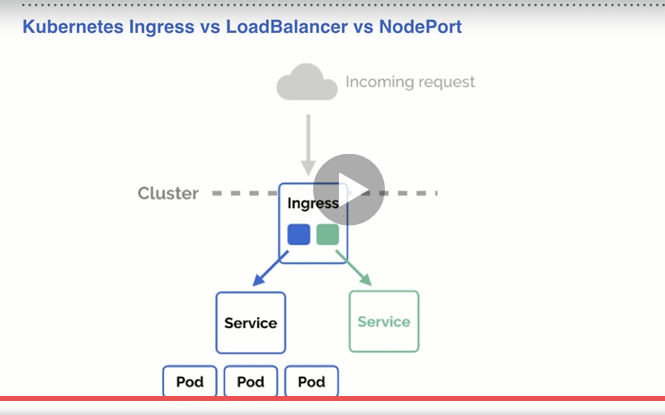 Kubernetes Ingress vs LoadBalancer vs NodePort
Incoming request
Cluster
Ingress
Service
Service
Pod
Pod
Pod